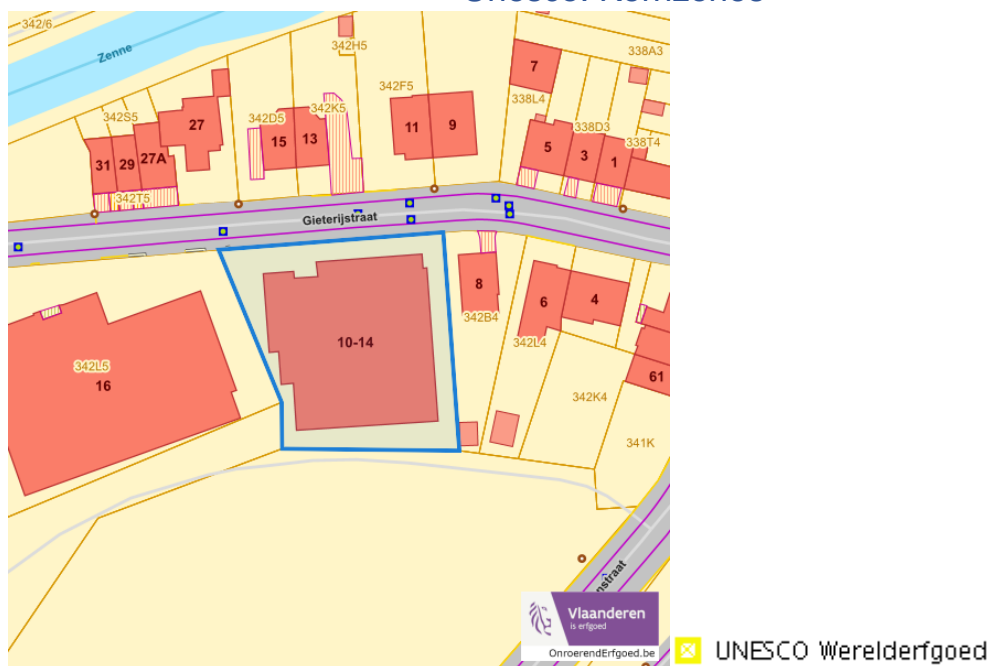 342/6
Zenne
342H5
338A3
7
342F5
338L4
342S5
27
342D5
342K5
11
9
338D3
338T4
15
13
5
3
1
31
29
27A
342T5
Gieterijstraat
8
6
4
342B4
10-14
342L4
342L5
16
61
342K4
341K
nstraat
Vlaanderen
is erfgoed
OnroerendErfgoed.be
UNESCO Werelderfgoed